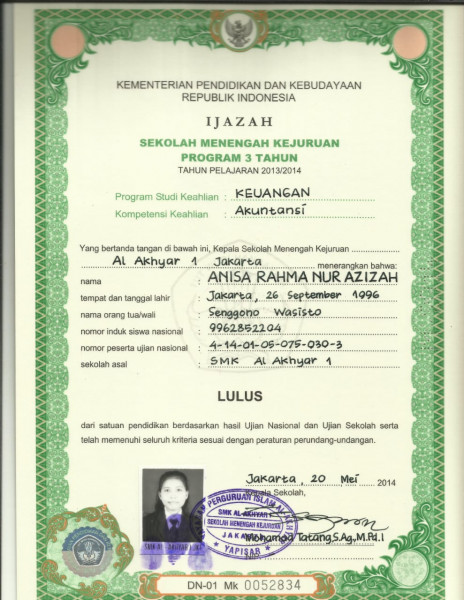 KEMENTERIAN PENDIDIKAN DAN KEBUDAYAAN
REPUBLIK INDONESIA
IJAZAH
SEKOLAH MENENGAH KEJURUAN
PROGRAM 3 TAHUN
TAHUN PELAJARAN 2013/2014
Program Studi Keahlian : KEUANGAN
Kompetensi Keahlian : Akuntansi
Yang bertanda tangan di bawah ini, Kepala Sekolah Menengah Kejuruan
Al Akhyar 1 Jakarta menerangkan bahwa:
nama : ANISA RAHMA NUR AZIZAH
tempat dan tanggal lahir : Jakarta, 26 September 1996
nama orang tua/wali : Senggono Wasisto
nomor induk siswa nasional : 9962852204
nomor peserta ujian nasional : 4-14-01-05-075-030-3
sekolah asal : SMK Al Akhyar 1
LULUS
dari satuan pendidikan berdasarkan hasil Ujian Nasional dan Ujian Sekolah serta
telah memenuhi seluruh kriteria sesuai dengan peraturan perundang-undangan.
Jakarta, 20 Mei 2014
Kepala Sekolah,
PERGURUAN ISLAM
SMK AL-AKHYAR 1
SEKOLAH MENENGAH KEJURUAN
JAKARTA
YAPISAB
Mohamad Tatang S.Ag, M.Pd.I
NIP.
DN-01 Mk 0052834